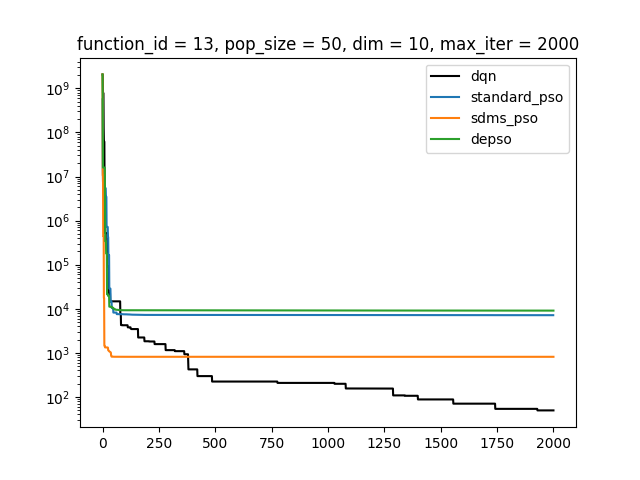 function_id = 13, pop_size = 50, dim = 10, max_iter = 2000
dqn
standard_pso
sdms_pso
depso
10⁹
10⁸
10⁷
10⁶
10⁵
10⁴
10³
10²
0 250 500 750 1000 1250 1500 1750 2000